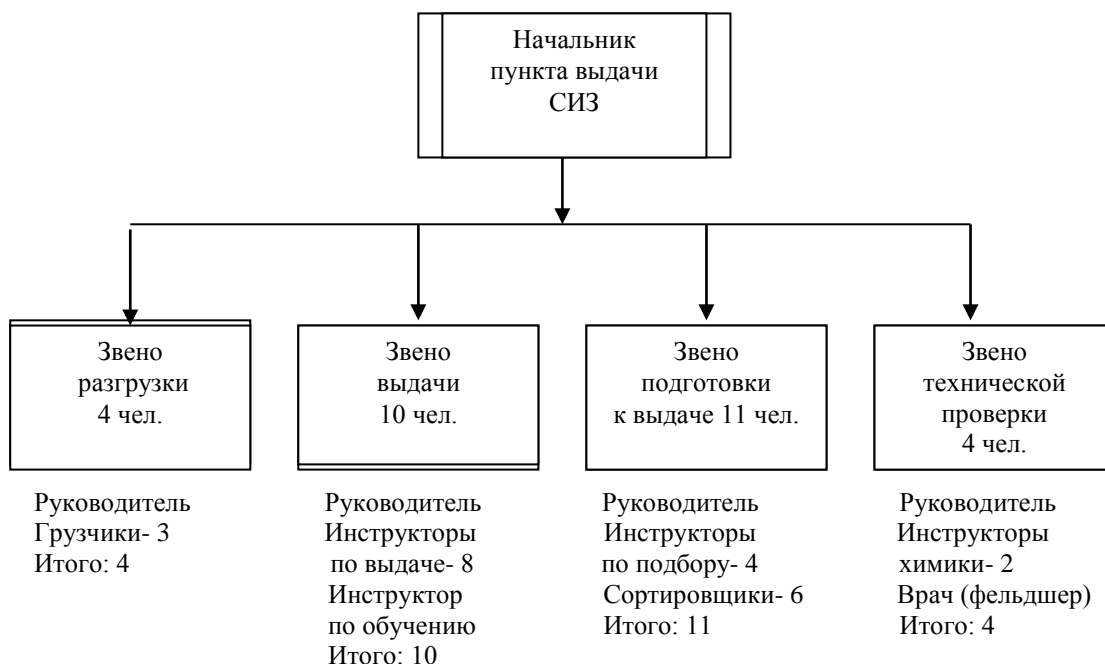 Начальник
пункта выдачи
СИЗ
Звено
разгрузки
4 чел.
Звено
выдачи
10 чел.
Звено
подготовки
к выдаче 11 чел.
Звено
технической
проверки
4 чел.
Руководитель
Грузчики- 3
Итого: 4
Руководитель
Инструкторы
по выдаче- 8
Инструктор
по обучению
Итого: 10
Руководитель
Инструкторы
по подбору- 4
Сортировщики- 6
Итого: 11
Руководитель
Инструкторы
химики- 2
Врач (фельдшер)
Итого: 4